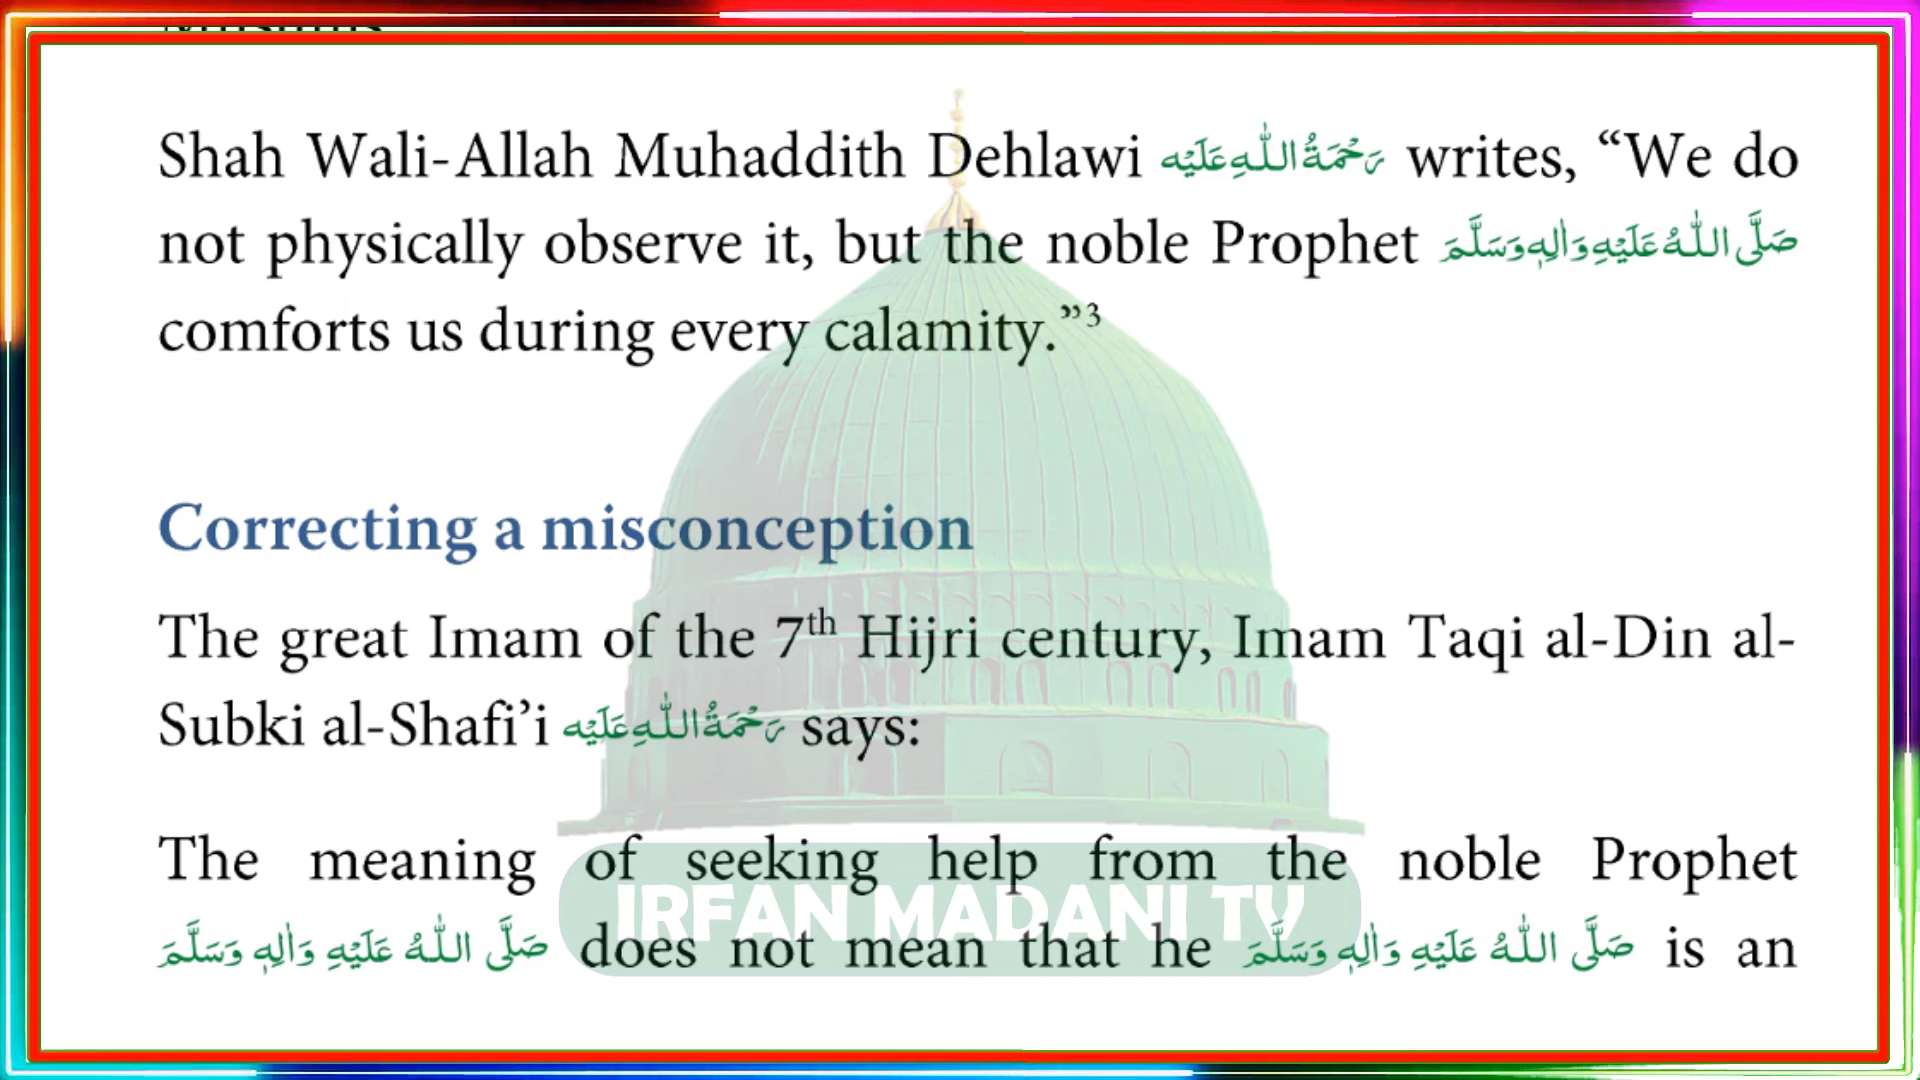 Shah Wali-Allah Muhaddith Dehlawi رَحْمَةُ اللّٰهِ عَلَيْه writes, “We do
not physically observe it, but the noble Prophet صَلَّى اللّٰهُ عَلَيْهِ وَاٰلِهٖ وَسَلَّمَ
comforts us during every calamity.”3
Correcting a misconception
The great Imam of the 7th Hijri century, Imam Taqi al-Din al-
Subki al-Shafi’i رَحْمَةُ اللّٰهِ عَلَيْه says:
The meaning of seeking help from the noble Prophet
صَلَّى اللّٰهُ عَلَيْهِ وَاٰلِهٖ وَسَلَّمَ does not mean that he صَلَّى اللّٰهُ عَلَيْهِ وَاٰلِهٖ وَسَلَّمَ is an
IRFAN MADANI TV